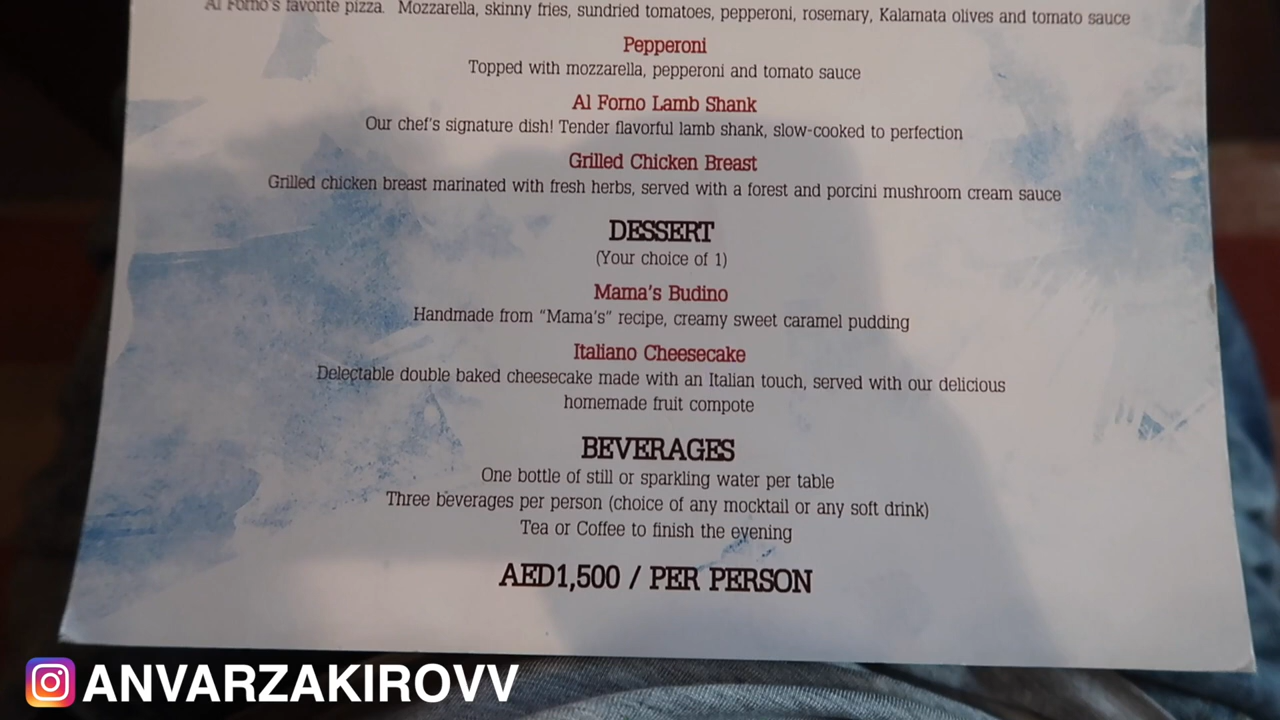 Al Forno's favorite pizza. Mozzarella, skinny fries, sundried tomatoes, pepperoni, rosemary, Kalamata olives and tomato sauce
Pepperoni
Topped with mozzarella, pepperoni and tomato sauce
Al Forno Lamb Shank
Our chef's signature dish! Tender flavorful lamb shank, slow-cooked to perfection
Grilled Chicken Breast
Grilled chicken breast marinated with fresh herbs, served with a forest and porcini mushroom cream sauce
DESSERT
(Your choice of 1)
Mama's Budino
Handmade from "Mama's" recipe, creamy sweet caramel pudding
Italiano Cheesecake
Delectable double baked cheesecake made with an Italian touch, served with our delicious
homemade fruit compote
BEVERAGES
One bottle of still or sparkling water per table
Three beverages per person (choice of any mocktail or any soft drink)
Tea or Coffee to finish the evening
AED1,500 / PER PERSON
ANVARZAKIROVV